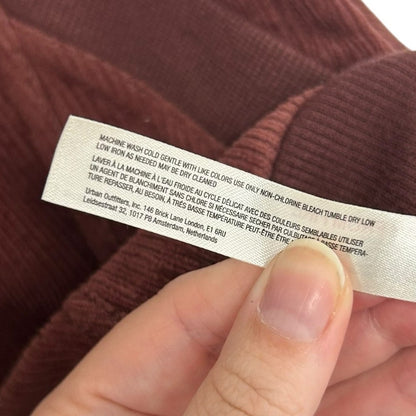 MACHINE WASH COLD GENTLE WITH LIKE COLORS USE ONLY NON-CHLORINE BLEACH TUMBLE DRY LOW
LOW IRON AS NEEDED MAY BE DRY CLEANED
LAVER À LA MACHINE À L'EAU FROIDE AU CYCLE DÉLICAT AVEC DES COULEURS SEMBLABLES UTILISER
UN AGENT DE BLANCHIMENT SANS CHLORE SI NÉCESSAIRE SÉCHER PAR CULBUTAGE À BASSE TEMPERA-
TURE REPASSER, AU BESOIN, À TRÈS BASSE TEMPÉRATURE PEUT-ÊTRE
Urban Outfitters, Inc. 146 Brick Lane London, E1 6RU
Leidsestraat 32, 1017 PB Amsterdam, Netherlands